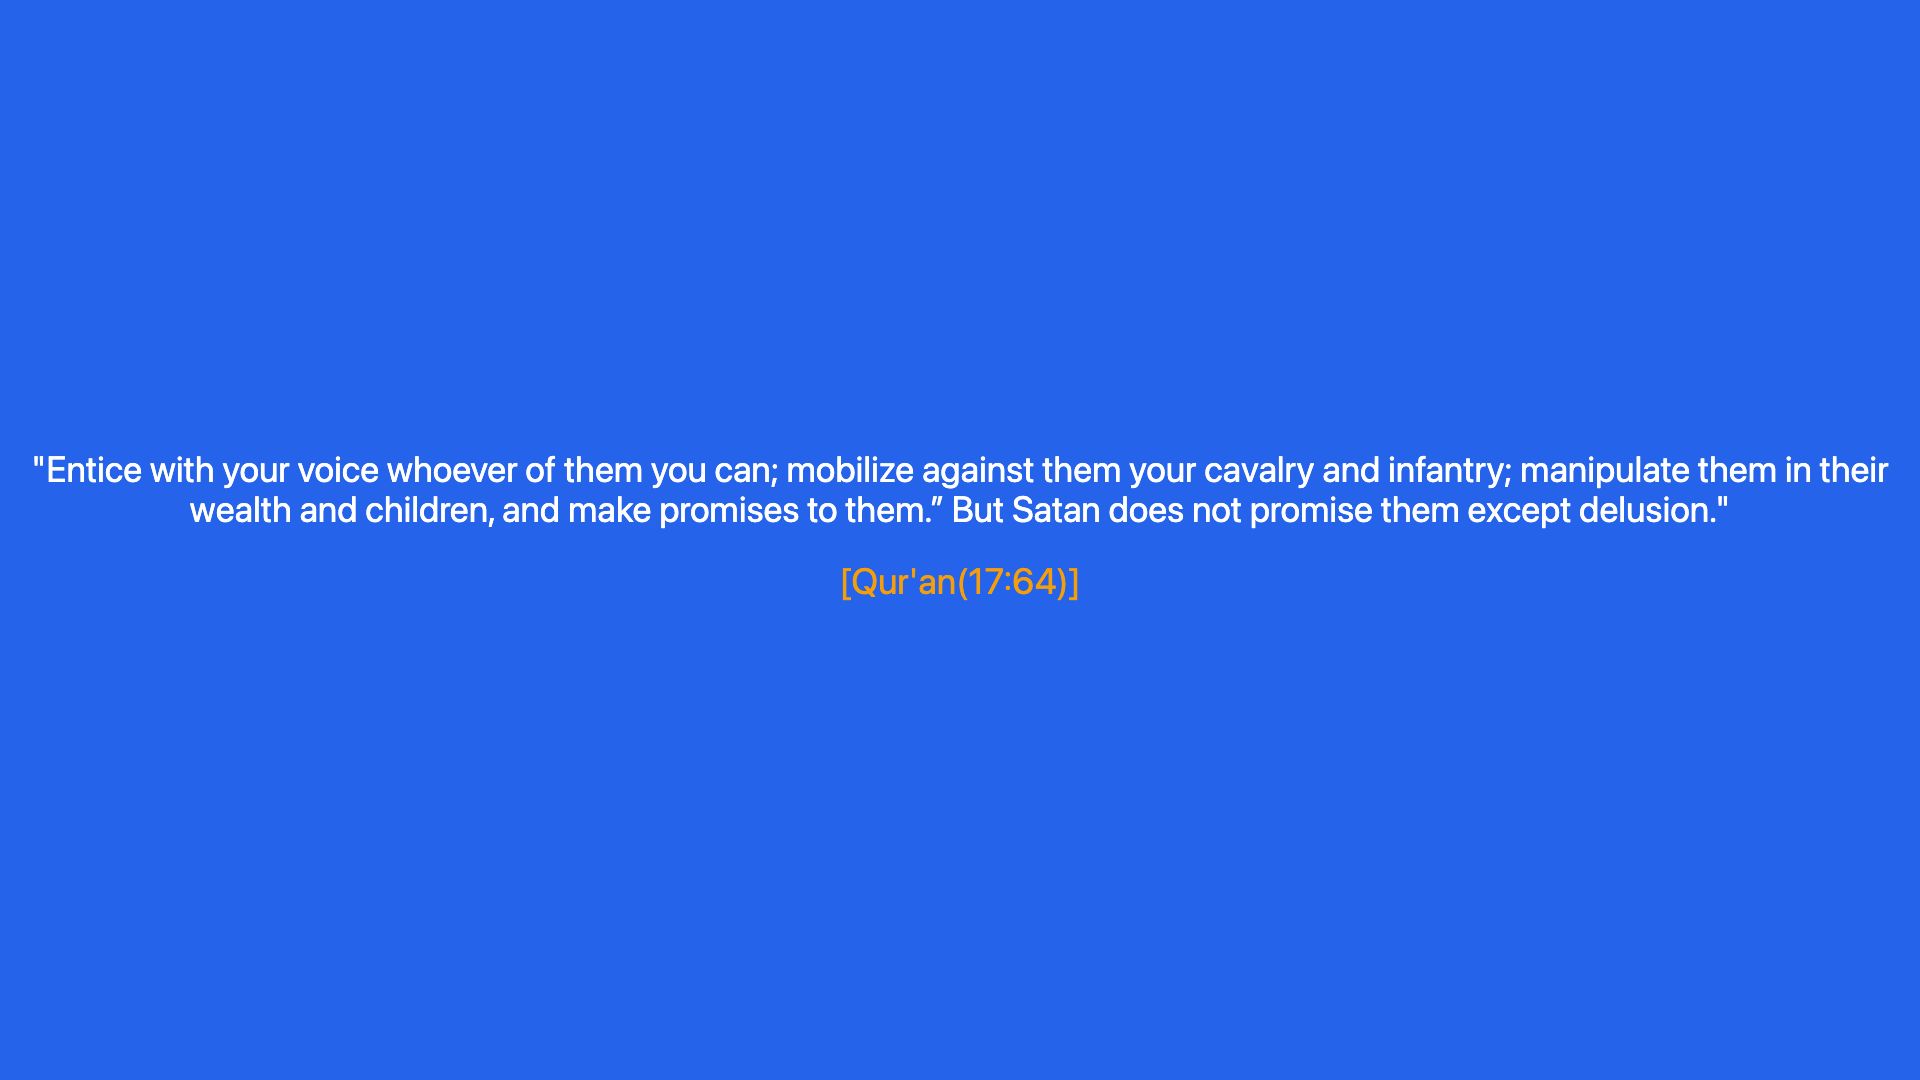 "Entice with your voice whoever of them you can; mobilize against them your cavalry and infantry; manipulate them in their
wealth and children, and make promises to them.” But Satan does not promise them except delusion."
[Qur'an(17:64)]